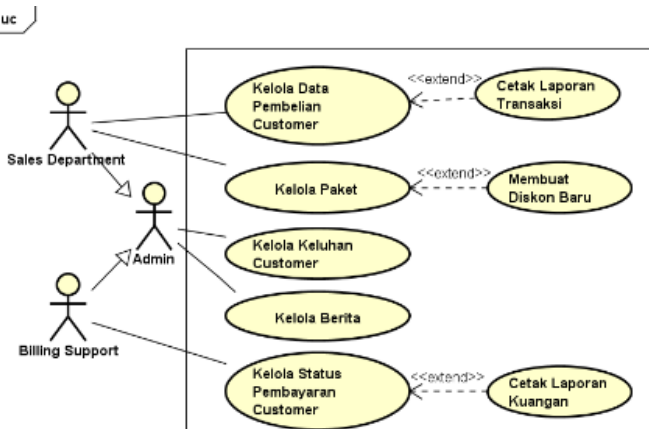 uc
Kelola Data
Pembelian
Customer
<<extend>>
Cetak Laporan
Transaksi
Sales Department
Kelola Paket
<<extend>>
Membuat
Diskon Baru
Admin
Kelola Keluhan
Customer
Kelola Berita
Billing Support
Kelola Status
Pembayaran
Customer
<<extend>>
Cetak Laporan
Kuangan